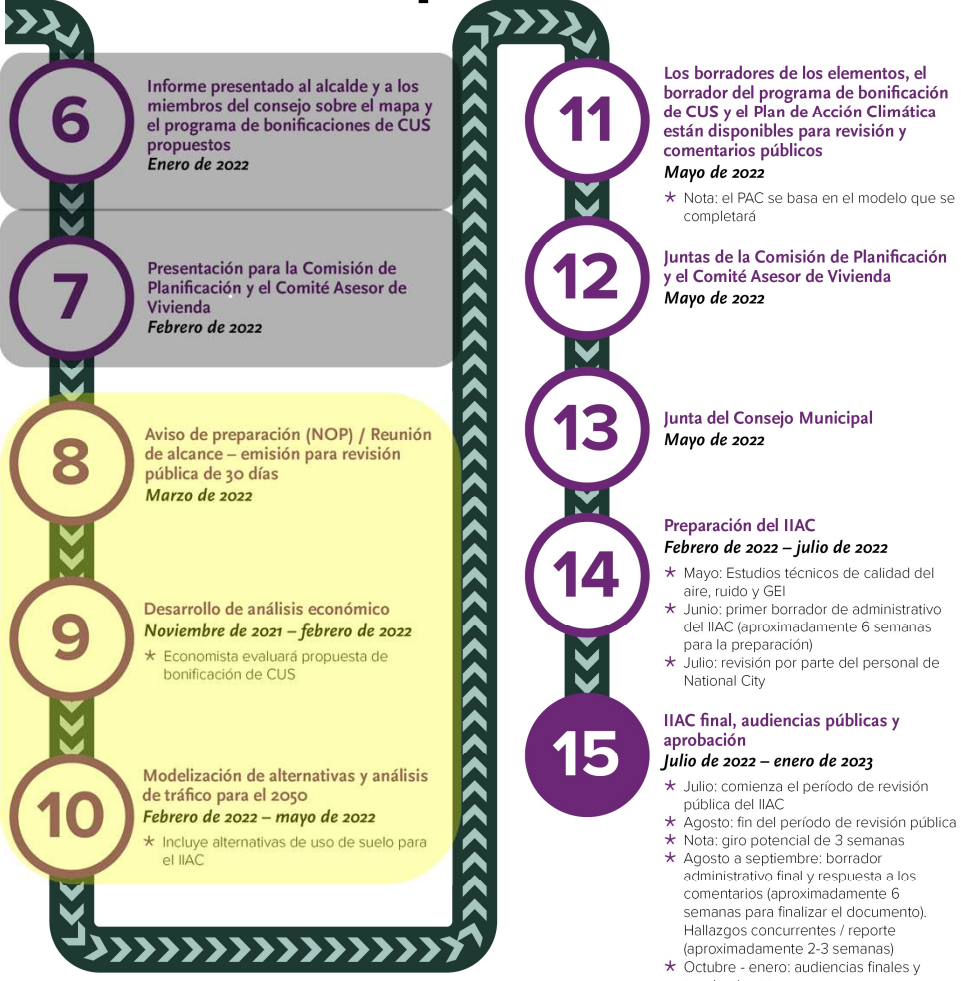 6
Informe presentado al alcalde y a los
miembros del consejo sobre el mapa y
el programa de bonificaciones de CUS
propuestos
Enero de 2022
7
Presentación para la Comisión de
Planificación y el Comité Asesor de
Vivienda
Febrero de 2022
8
Aviso de preparación (NOP) / Reunión
de alcance – emisión para revisión
pública de 30 días
Marzo de 2022
9
Desarrollo de análisis económico
Noviembre de 2021 – febrero de 2022
* Economista evaluará propuesta de
bonificación de CUS
10
Modelización de alternativas y análisis
de tráfico para el 2050
Febrero de 2022 – mayo de 2022
* Incluye alternativas de uso de suelo para
el IIAC
11
Los borradores de los elementos, el
borrador del programa de bonificación
de CUS y el Plan de Acción Climática
están disponibles para revisión y
comentarios públicos
Mayo de 2022
* Nota: el PAC se basa en el modelo que se
completará
12
Juntas de la Comisión de Planificación
y el Comité Asesor de Vivienda
Mayo de 2022
13
Junta del Consejo Municipal
Mayo de 2022
14
Preparación del IIAC
Febrero de 2022 – julio de 2022
* Mayo: Estudios técnicos de calidad del
aire, ruido y GEI
* Junio: primer borrador de administrativo
del IIAC (aproximadamente 6 semanas
para la preparación)
* Julio: revisión por parte del personal de
National City
15
IIAC final, audiencias públicas y
aprobación
Julio de 2022 – enero de 2023
* Julio: comienza el período de revisión
pública del IIAC
* Agosto: fin del período de revisión pública
* Nota: giro potencial de 3 semanas
* Agosto a septiembre: borrador
administrativo final y respuesta a los
comentarios (aproximadamente 6
semanas para finalizar el documento).
Hallazgos concurrentes / reporte
(aproximadamente 2-3 semanas)
* Octubre - enero: audiencias finales y